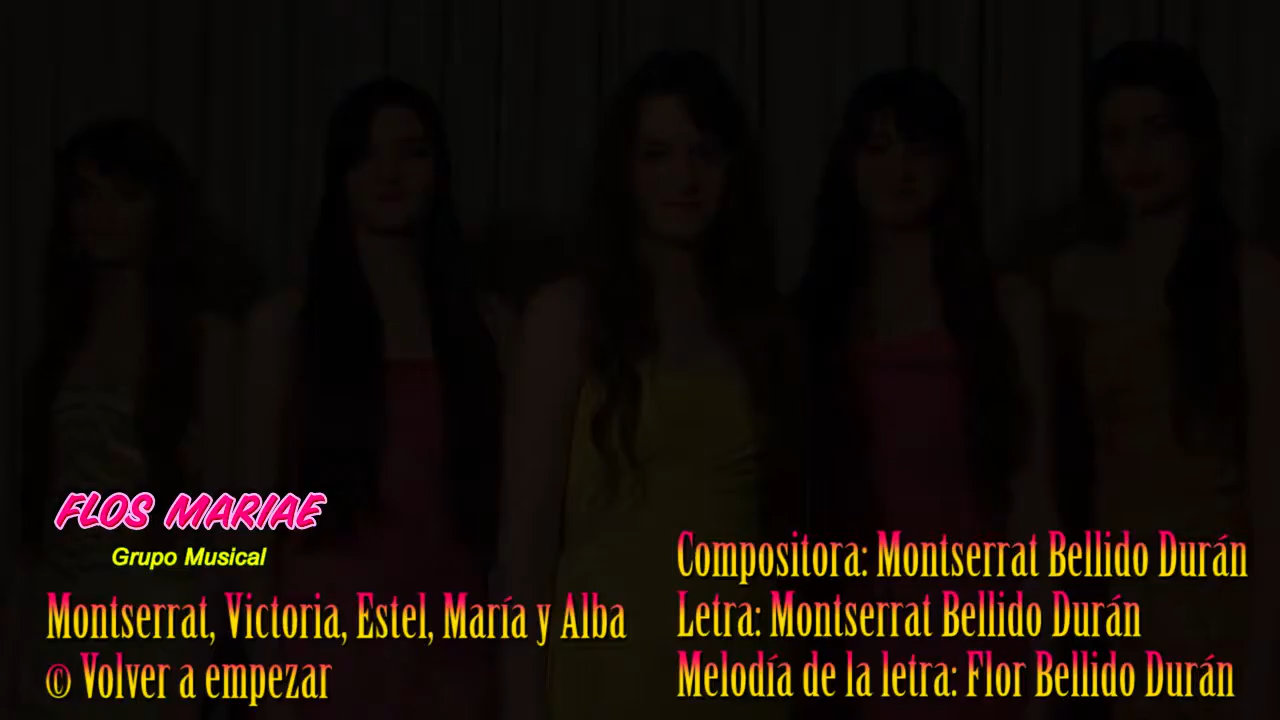 FLOS MARIAE
Grupo Musical
Montserrat, Victoria, Estel, María y Alba
© Volver a empezar
Compositora: Montserrat Bellido Durán
Letra: Montserrat Bellido Durán
Melodía de la letra: Flor Bellido Durán